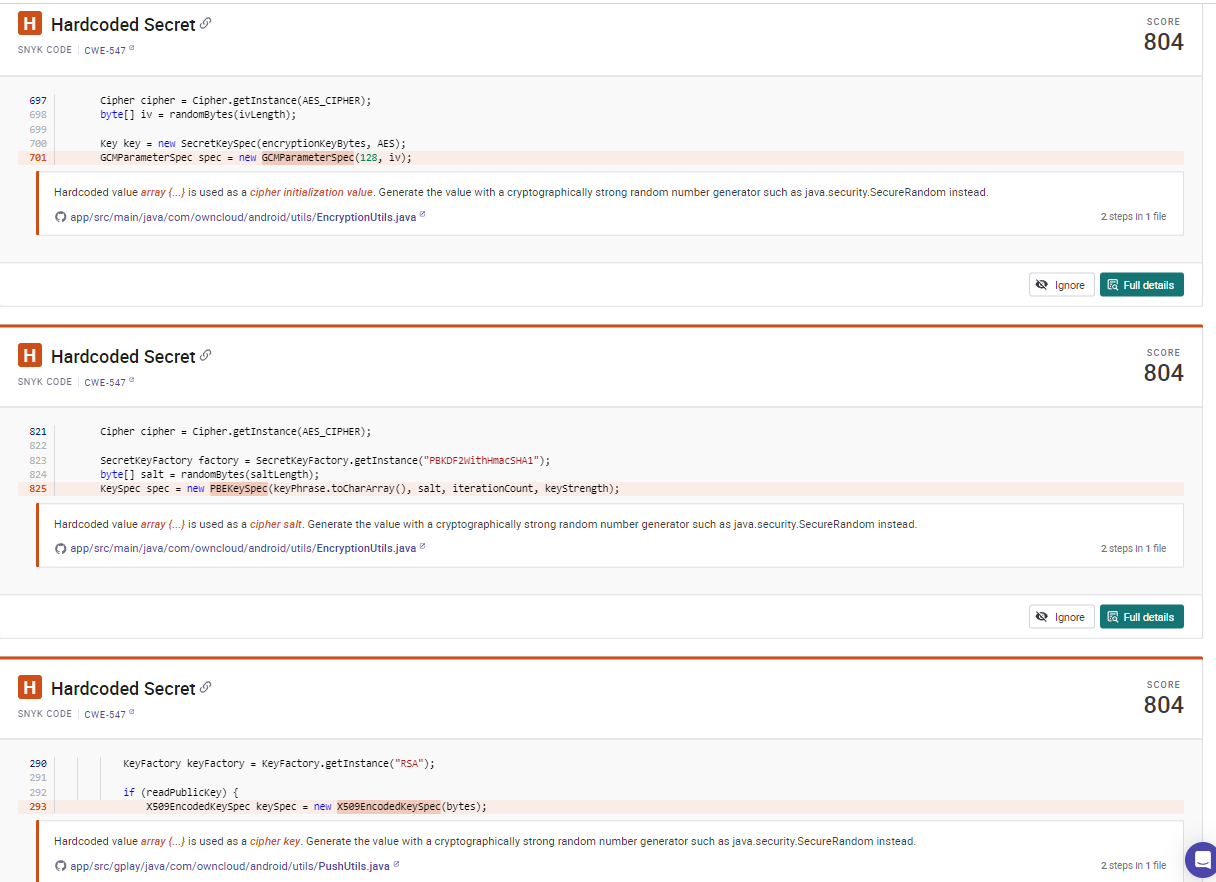 H Hardcoded Secret
SCORE
SNYK CODE CWE-547
804
697 Cipher cipher = Cipher.getInstance(AES_CIPHER);
698 byte[] iv = randomBytes(ivLength);
699
700 Key key = new SecretKeySpec(encryptionKeyBytes, AES);
701 GCMParameterSpec spec = new GCMParameterSpec(128, iv);
Hardcoded value array {...} is used as a cipher initialization value. Generate the value with a cryptographically strong random number generator such as java.security.SecureRandom instead.
app/src/main/java/com/owncloud/android/utils/EncryptionUtils.java 2 steps in 1 file
Ignore Full details
H Hardcoded Secret
SCORE
SNYK CODE CWE-547
804
821 Cipher cipher = Cipher.getInstance(AES_CIPHER);
822
823 SecretKeyFactory factory = SecretKeyFactory.getInstance("PBKDF2WithHmacSHA1");
824 byte[] salt = randomBytes(saltLength);
825 KeySpec spec = new PBEKeySpec(keyPhrase.toCharArray(), salt, iterationCount, keyStrength);
Hardcoded value array {...} is used as a cipher salt. Generate the value with a cryptographically strong random number generator such as java.security.SecureRandom instead.
app/src/main/java/com/owncloud/android/utils/EncryptionUtils.java 2 steps in 1 file
Ignore Full details
H Hardcoded Secret
SCORE
SNYK CODE CWE-547
804
290 KeyFactory keyFactory = KeyFactory.getInstance("RSA");
291
292 if (readPublicKey) {
293 X509EncodedKeySpec keySpec = new X509EncodedKeySpec(bytes);
Hardcoded value array {...} is used as a cipher key. Generate the value with a cryptographically strong random number generator such as java.security.SecureRandom instead.
app/src/gplay/java/com/owncloud/android/utils/PushUtils.java 2 steps in 1 file